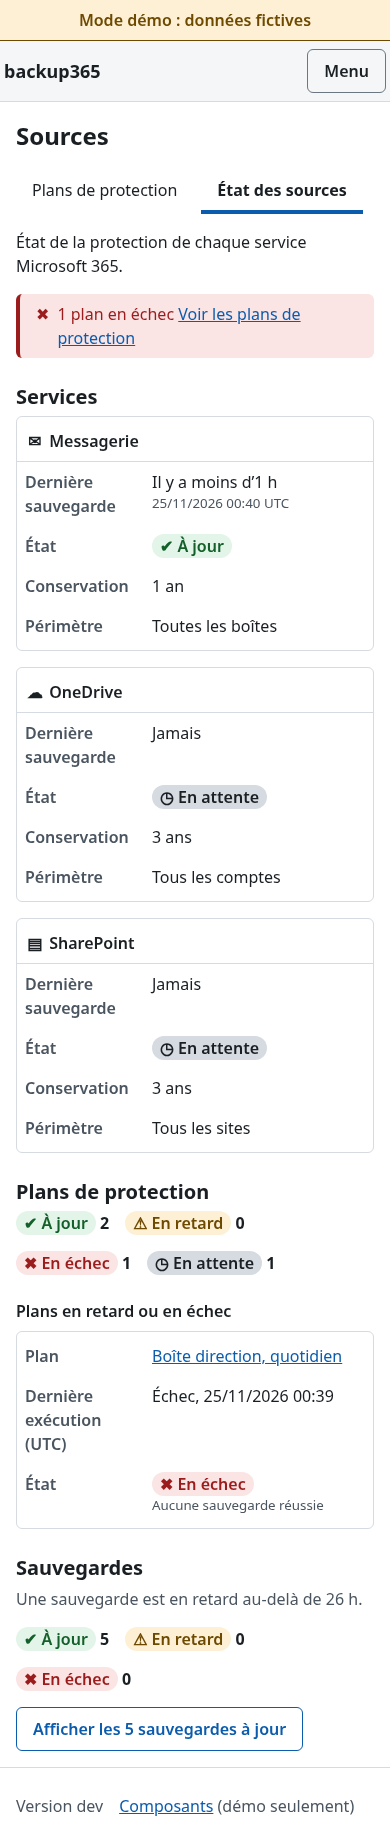 Mode démo : données fictives
backup365
Menu
Sources
Plans de protection
État des sources
État de la protection de chaque service
Microsoft 365.
✖ 1 plan en échec Voir les plans de
protection
Services
✉ Messagerie
Dernière
sauvegarde
Il y a moins d’1 h
25/11/2026 00:40 UTC
État
✔ À jour
Conservation
1 an
Périmètre
Toutes les boîtes
☁ OneDrive
Dernière
sauvegarde
Jamais
État
◷ En attente
Conservation
3 ans
Périmètre
Tous les comptes
▤ SharePoint
Dernière
sauvegarde
Jamais
État
◷ En attente
Conservation
3 ans
Périmètre
Tous les sites
Plans de protection
✔ À jour 2 ⚠ En retard 0
✖ En échec 1 ◷ En attente 1
Plans en retard ou en échec
Plan
Boîte direction, quotidien
Dernière
exécution
(UTC)
Échec, 25/11/2026 00:39
État
✖ En échec
Aucune sauvegarde réussie
Sauvegardes
Une sauvegarde est en retard au-delà de 26 h.
✔ À jour 5 ⚠ En retard 0
✖ En échec 0
Afficher les 5 sauvegardes à jour
Version dev Composants (démo seulement)